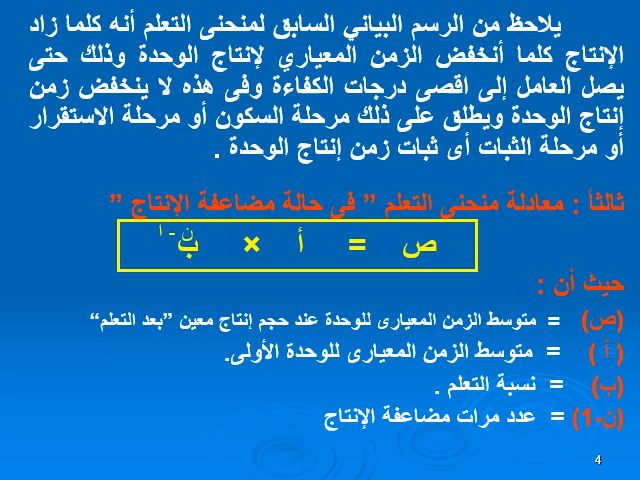 يلاحظ من الرسم البياني السابق لمنحنى التعلم أنه كلما زاد
الإنتاج كلما أنخفض الزمن المعياري لإنتاج الوحدة وذلك حتى
يصل العامل إلى اقصى درجات الكفاءة وفى هذه لا ينخفض زمن
إنتاج الوحدة ويطلق على ذلك مرحلة السكون أو مرحلة الاستقرار
أو مرحلة الثبات أى ثبات زمن إنتاج الوحدة .
ثالثاً : معادلة منحنى التعلم ” في حالة مضاعفة الإنتاج ”
ص = أ × ب ن - ١
حيث أن :
(ص) = متوسط الزمن المعيارى للوحدة عند حجم إنتاج معين ”بعد التعلم“
( أ ) = متوسط الزمن المعيارى للوحدة الأولى.
(ب) = نسبة التعلم .
(ن-1) = عدد مرات مضاعفة الإنتاج
4